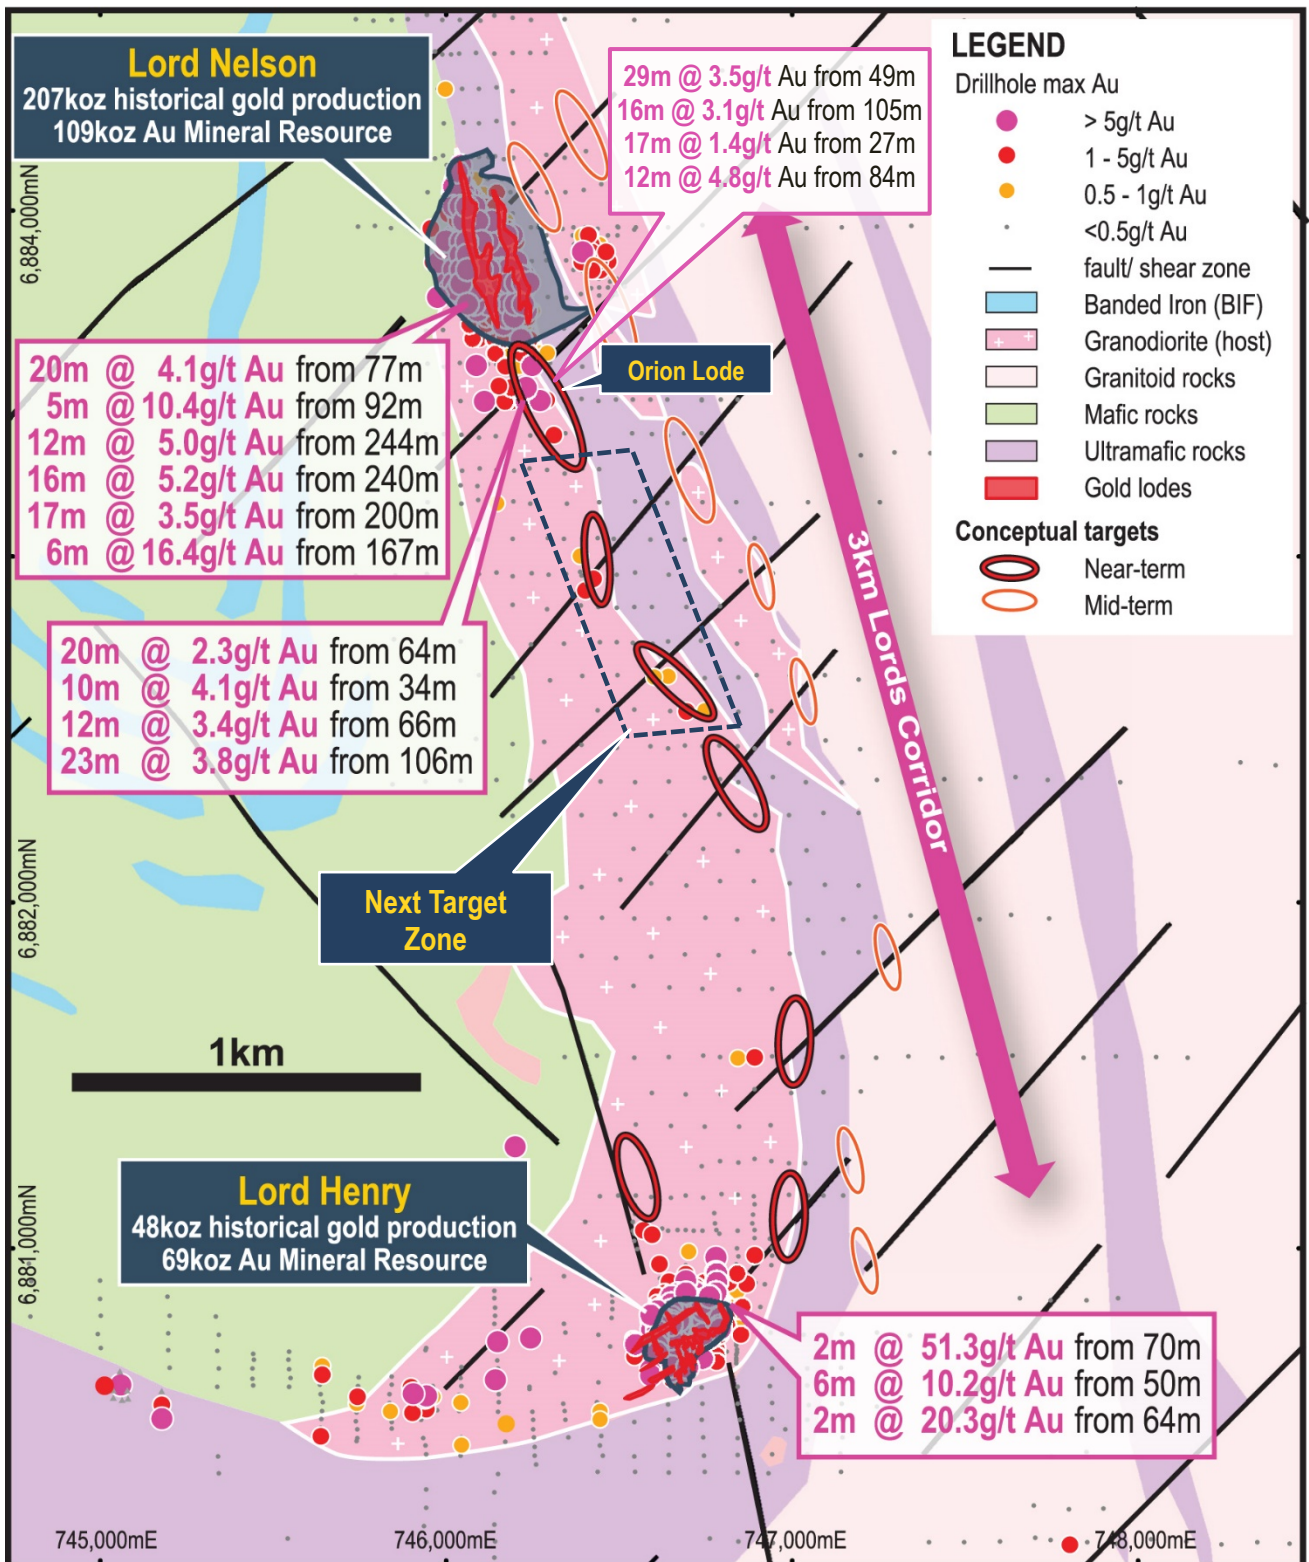 Lord Nelson
207koz historical gold production
109koz Au Mineral Resource
29m @ 3.5g/t Au from 49m
16m @ 3.1g/t Au from 105m
17m @ 1.4g/t Au from 27m
12m @ 4.8g/t Au from 84m
LEGEND
Drillhole max Au
> 5g/t Au
1 - 5g/t Au
0.5 - 1g/t Au
<0.5g/t Au
fault/ shear zone
Banded Iron (BIF)
Granodiorite (host)
Granitoid rocks
Mafic rocks
Ultramafic rocks
Gold lodes
Conceptual targets
Near-term
Mid-term
6,884,000mN
Orion Lode
20m @ 4.1g/t Au from 77m
5m @ 10.4g/t Au from 92m
12m @ 5.0g/t Au from 244m
16m @ 5.2g/t Au from 240m
17m @ 3.5g/t Au from 200m
6m @ 16.4g/t Au from 167m
20m @ 2.3g/t Au from 64m
10m @ 4.1g/t Au from 34m
12m @ 3.4g/t Au from 66m
23m @ 3.8g/t Au from 106m
3km Lords Corridor
6,882,000mN
Next Target
Zone
1km
Lord Henry
48koz historical gold production
69koz Au Mineral Resource
6,881,000mN
2m @ 51.3g/t Au from 70m
6m @ 10.2g/t Au from 50m
2m @ 20.3g/t Au from 64m
745,000mE
746,000mE
747,000mE
748,000mE